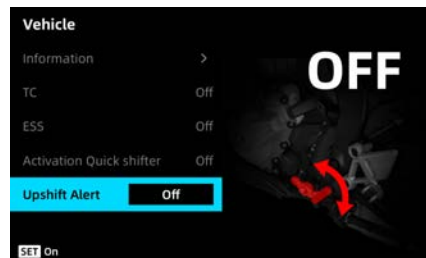 Vehicle
OFF
Information >
TC Off
ESS Off
Activation Quick shifter Off
Upshift Alert Off
SET On